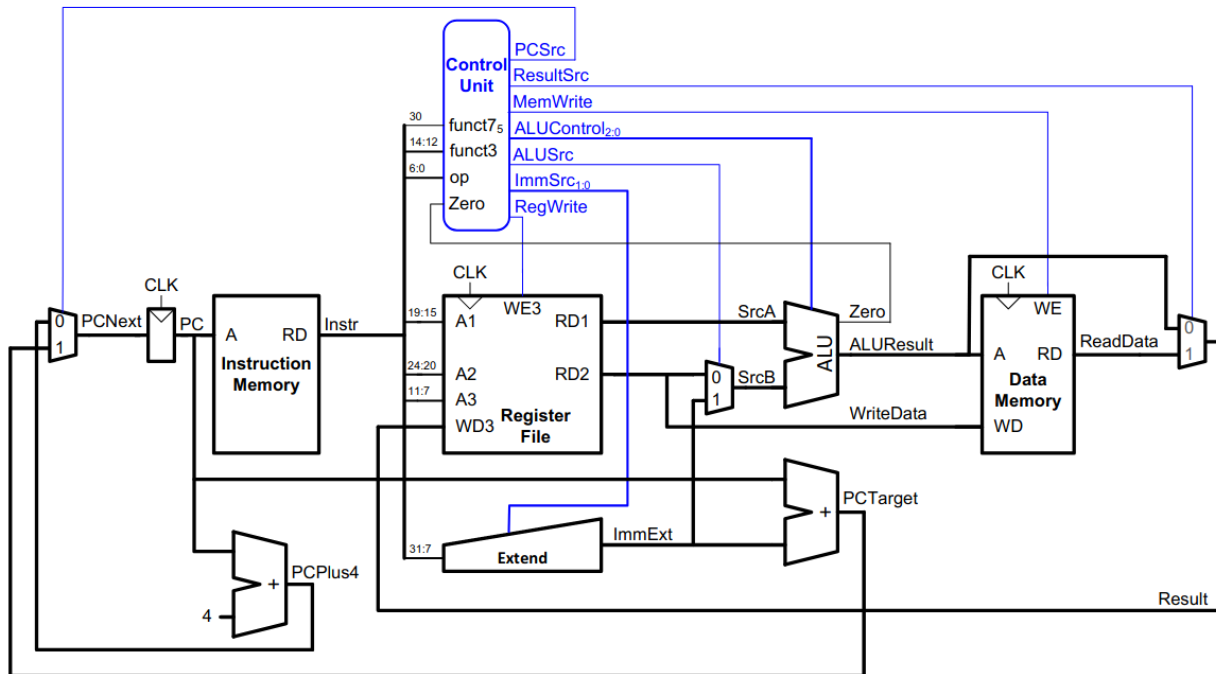 PCSrc
Control
Unit
ResultSrc
MemWrite
30
funct7₅
ALUControl₂:₀
14:12
funct3
ALUSrc
6:0
op
ImmSrc₁:₀
Zero
RegWrite
CLK
CLK
CLK
0
1
PCNext
PC
A
RD
Instr
Instruction
Memory
19:15
A1
WE3
RD1
SrcA
24:20
A2
RD2
11:7
A3
WD3
Register
File
0
1
SrcB
ALU
Zero
ALUResult
WriteData
A
RD
WE
Data
Memory
WD
ReadData
0
1
PCTarget
+
31:7
Extend
ImmExt
PCPlus4
+
4
Result